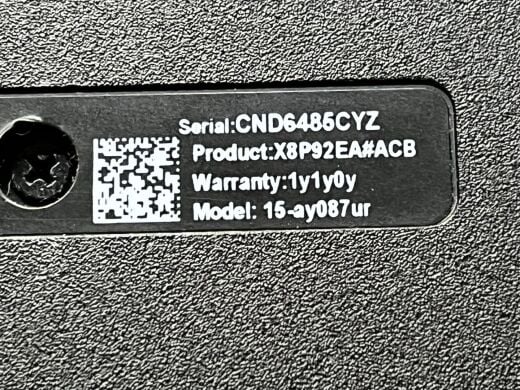 Serial:CND6485CYZ
Product:X8P92EA#ACB
Warranty:1y1y0y
Model: 15-ay087ur